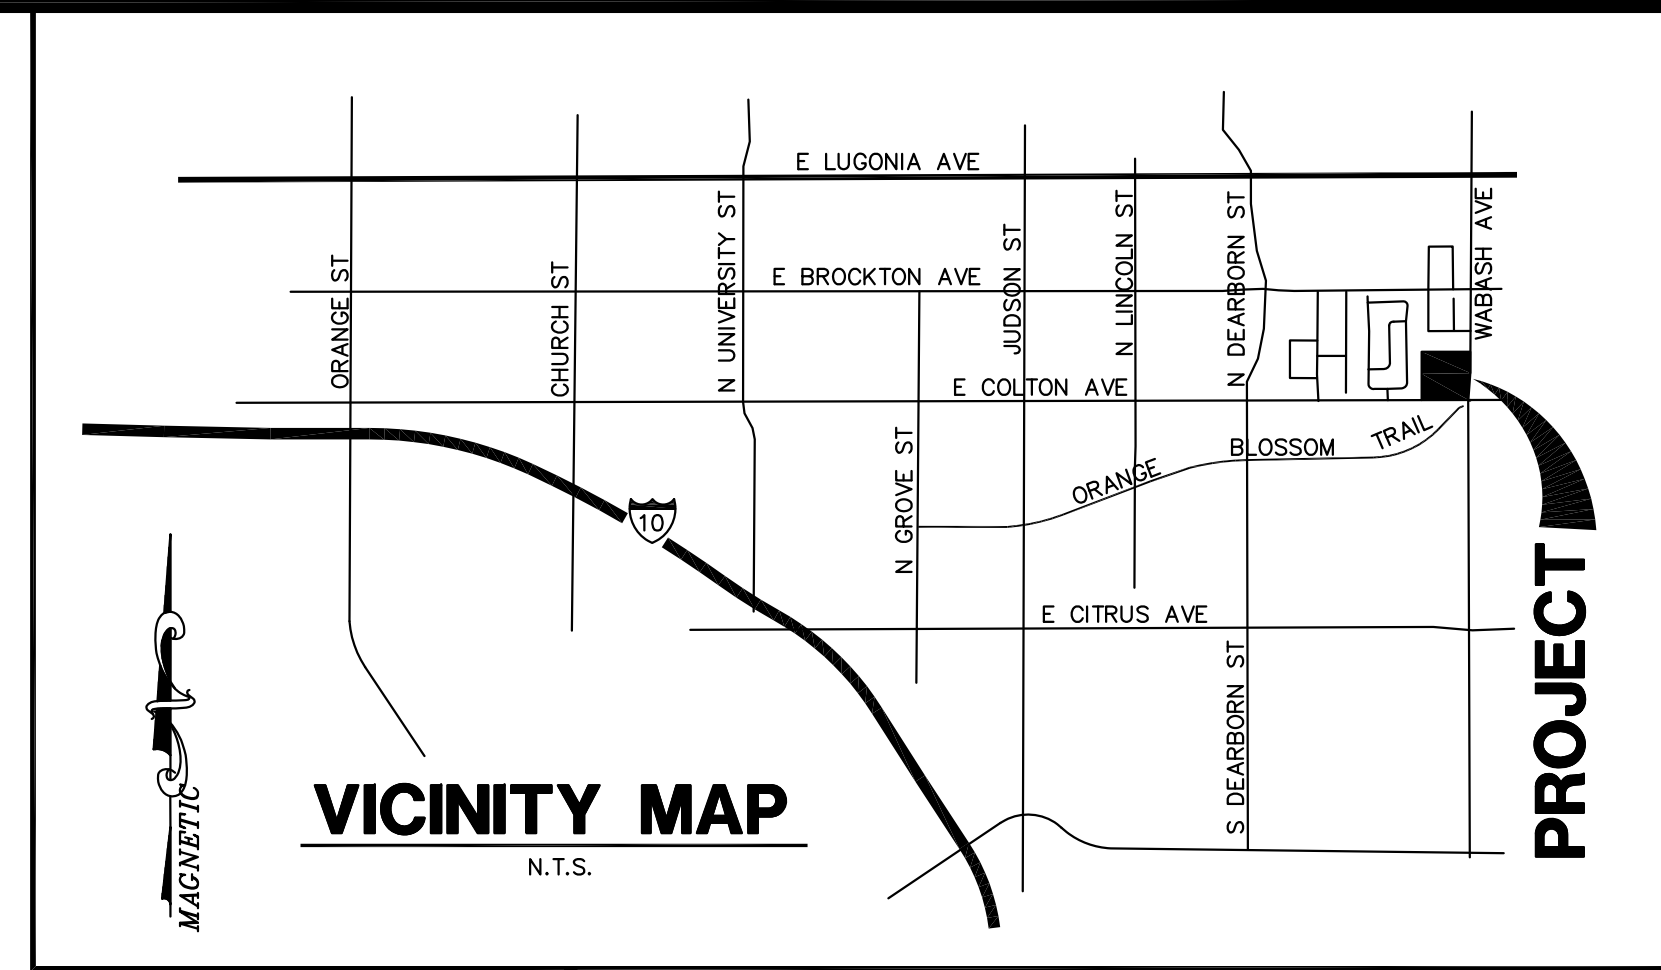 E LUGONIA AVE
ORANGE ST
CHURCH ST
N UNIVERSITY ST
E BROCKTON AVE
JUDSON ST
N LINCOLN ST
N DEARBORN ST
WABASH AVE
E COLTON AVE
N GROVE ST
ORANGE BLOSSOM TRAIL
10
E CITRUS AVE
S DEARBORN ST
PROJECT
MAGNETIC
VICINITY MAP
N.T.S.